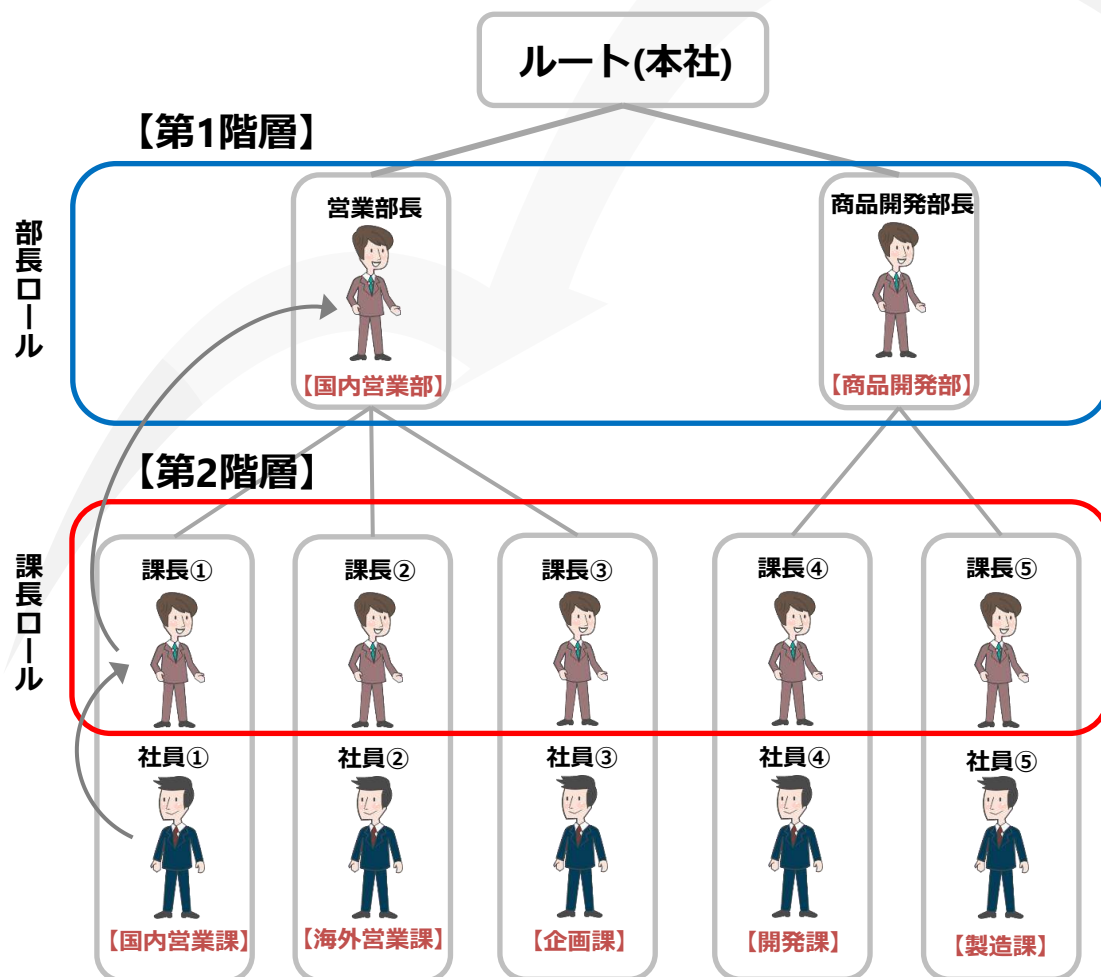 ルート(本社)
【第1階層】
部長ロール
営業部長
商品開発部長
【国内営業部】
【商品開発部】
【第2階層】
課長ロール
課長①
課長②
課長③
課長④
課長⑤
社員①
社員②
社員③
社員④
社員⑤
【国内営業課】
【海外営業課】
【企画課】
【開発課】
【製造課】